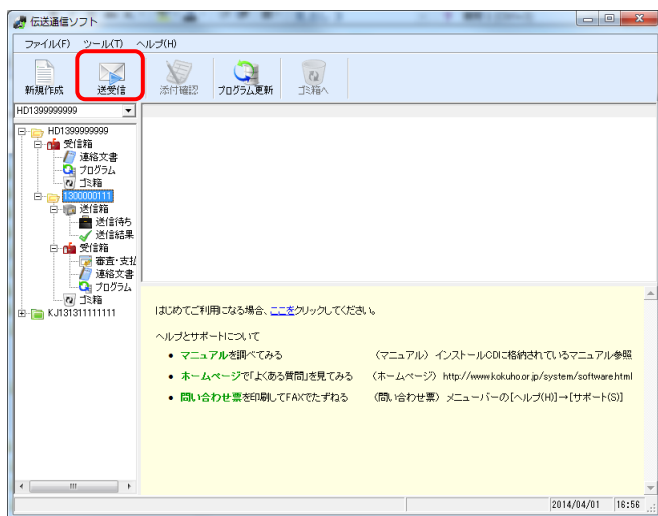 伝送通信ソフト
ファイル(F) ツール(T) ヘルプ(H)
新規作成 送受信 添付確認 プログラム更新 ゴミ箱へ
HD1399999999
HD1399999999
受信箱
連絡文書
プログラム
ゴミ箱
1300000111
送信箱
送信待ち
送信結果
受信箱
審査・支払
連絡文書
プログラム
ゴミ箱
KJ131311111111
はじめてご利用になる場合、ここをクリックしてください。
ヘルプとサポートについて
• マニュアルを調べてみる 〈マニュアル〉 インストールCDに格納されているマニュアル参照
• ホームページで「よくある質問」を見てみる 〈ホームページ〉 http://www.kokuho.or.jp/system/software.html
• 問い合わせ票を印刷してFAXでたずねる 〈問い合わせ票〉 メニューバーの[ヘルプ(H)]→[サポート(S)]
2014/04/01 16:56